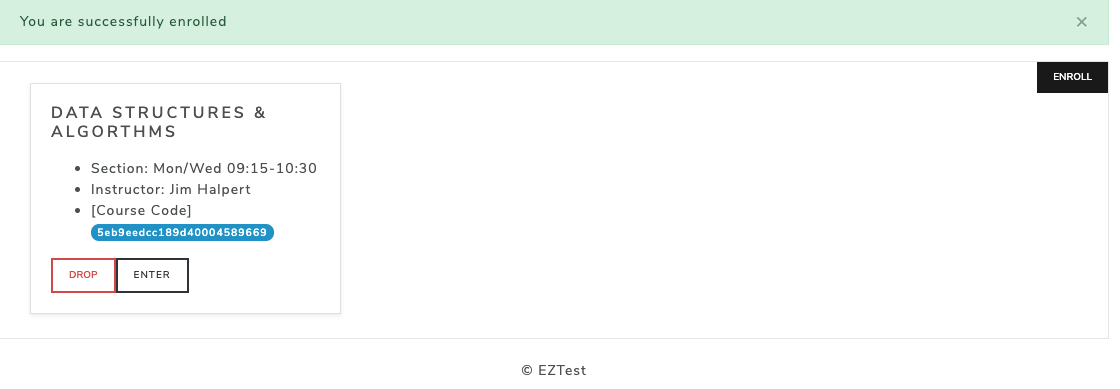 You are successfully enrolled
×
ENROLL
DATA STRUCTURES &
ALGORTHMS
• Section: Mon/Wed 09:15-10:30
• Instructor: Jim Halpert
• [Course Code]
5eb9eedcc189d40004589669
DROP ENTER
© EZTest